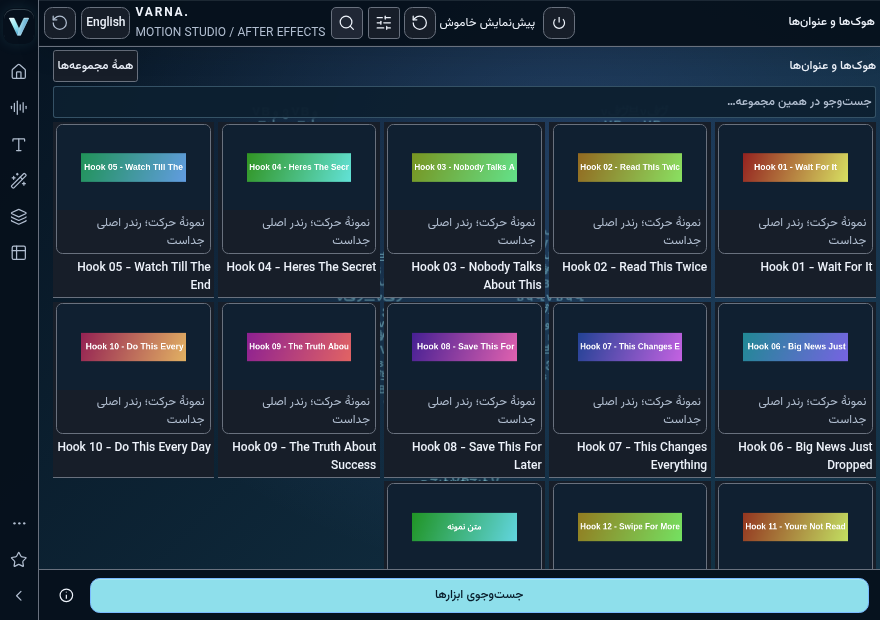 English
VARNA.
MOTION STUDIO / AFTER EFFECTS
پیش‌نمایش خاموش
هوک‌ها و عنوان‌ها
هوک‌ها و عنوان‌ها
همهٔ مجموعه‌ها
جست‌وجو در همین مجموعه...
Hook 01 - Wait For It
نمونهٔ حرکت؛ رندر اصلی
جداست
Hook 01 - Wait For It
Hook 02 - Read This Twic
نمونهٔ حرکت؛ رندر اصلی
جداست
Hook 02 - Read This Twice
Hook 03 - Nobody Talks A
نمونهٔ حرکت؛ رندر اصلی
جداست
Hook 03 - Nobody Talks
About This
Hook 04 - Heres The Secr
نمونهٔ حرکت؛ رندر اصلی
جداست
Hook 04 - Heres The Secret
Hook 05 - Watch Till The
نمونهٔ حرکت؛ رندر اصلی
جداست
Hook 05 - Watch Till The
End
Hook 06 - Big News Just
نمونهٔ حرکت؛ رندر اصلی
جداست
Hook 06 - Big News Just
Dropped
Hook 07 - This Changes E
نمونهٔ حرکت؛ رندر اصلی
جداست
Hook 07 - This Changes
Everything
Hook 08 - Save This For
نمونهٔ حرکت؛ رندر اصلی
جداست
Hook 08 - Save This For
Later
Hook 09 - The Truth Abou
نمونهٔ حرکت؛ رندر اصلی
جداست
Hook 09 - The Truth About
Success
Hook 10 - Do This Every
نمونهٔ حرکت؛ رندر اصلی
جداست
Hook 10 - Do This Every Day
Hook 11 - Youre Not Read
Hook 12 - Swipe For More
متن نمونه
جست‌وجوی ابزارها